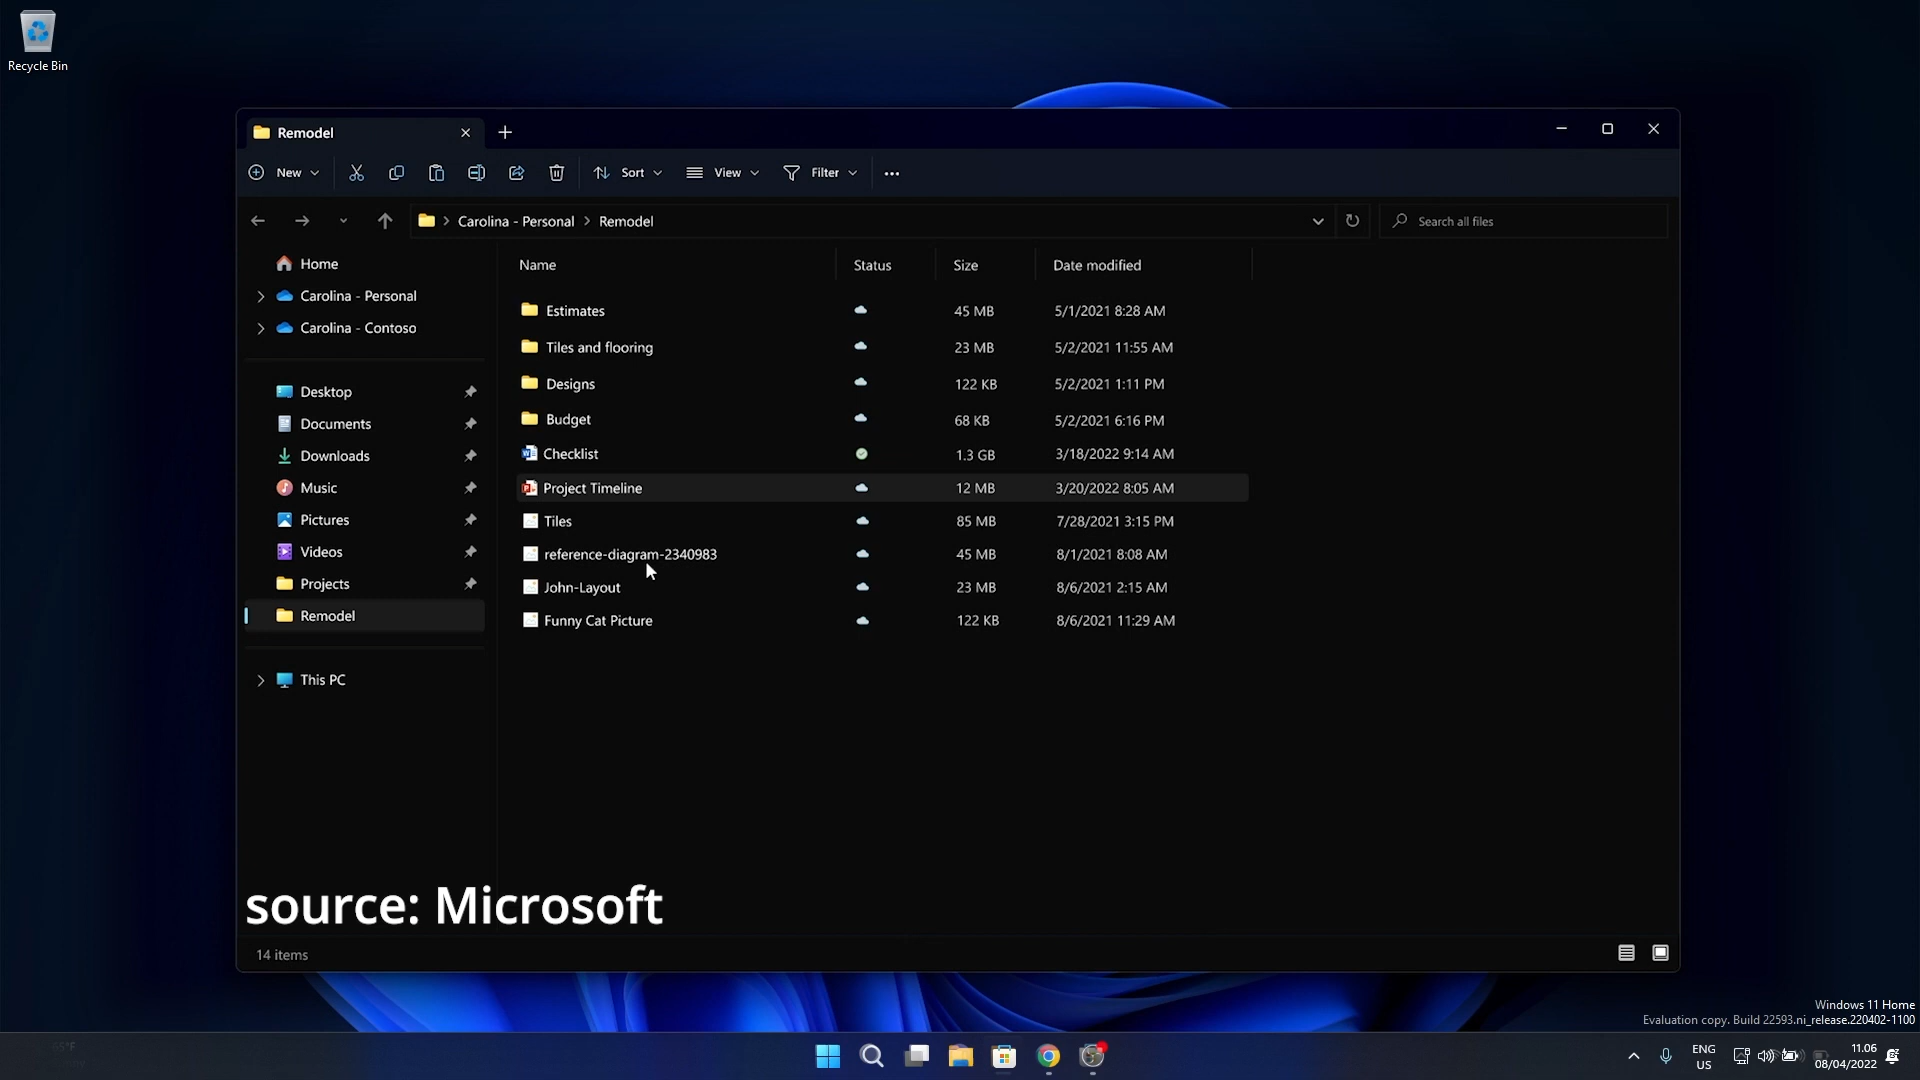 Recycle Bin
Remodel
New
Sort
View
Filter
Carolina - Personal > Remodel
Search all files
Home
Carolina - Personal
Carolina - Contoso
Desktop
Documents
Downloads
Music
Pictures
Videos
Projects
Remodel
This PC
Name Status Size Date modified
Estimates 45 MB 5/1/2021 8:28 AM
Tiles and flooring 23 MB 5/2/2021 11:55 AM
Designs 122 KB 5/2/2021 1:11 PM
Budget 68 KB 5/2/2021 6:16 PM
Checklist 1.3 GB 3/18/2022 9:14 AM
Project Timeline 12 MB 3/20/2022 8:05 AM
Tiles 85 MB 7/28/2021 3:15 PM
reference-diagram-2340983 45 MB 8/1/2021 8:08 AM
John-Layout 23 MB 8/6/2021 2:15 AM
Funny Cat Picture 122 KB 8/6/2021 11:29 AM
source: Microsoft
14 items
Windows 11 Home
Evaluation copy. Build 22593.ni_release.220402-1100
ENG
US
11.06
08/04/2022